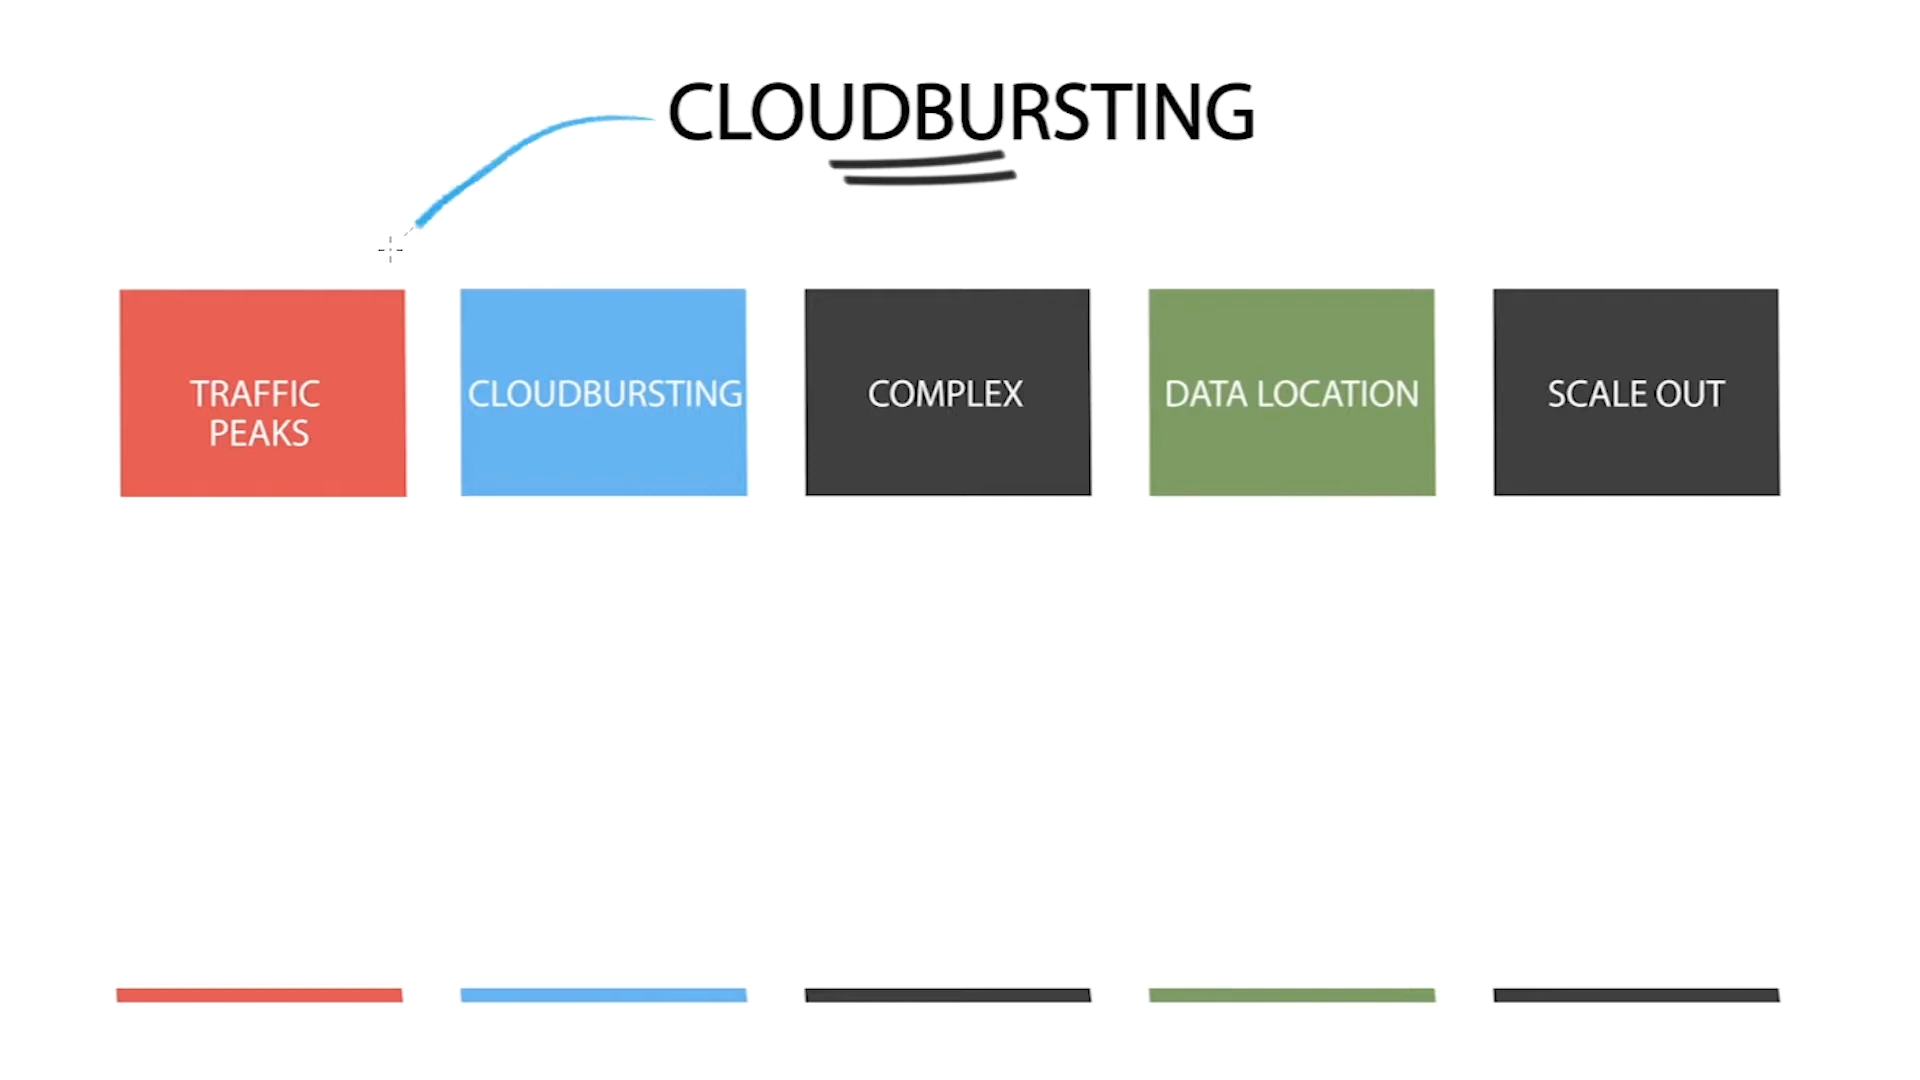 CLOUDBURSTING
TRAFFIC
PEAKS
CLOUDBURSTING
COMPLEX
DATA LOCATION
SCALE OUT